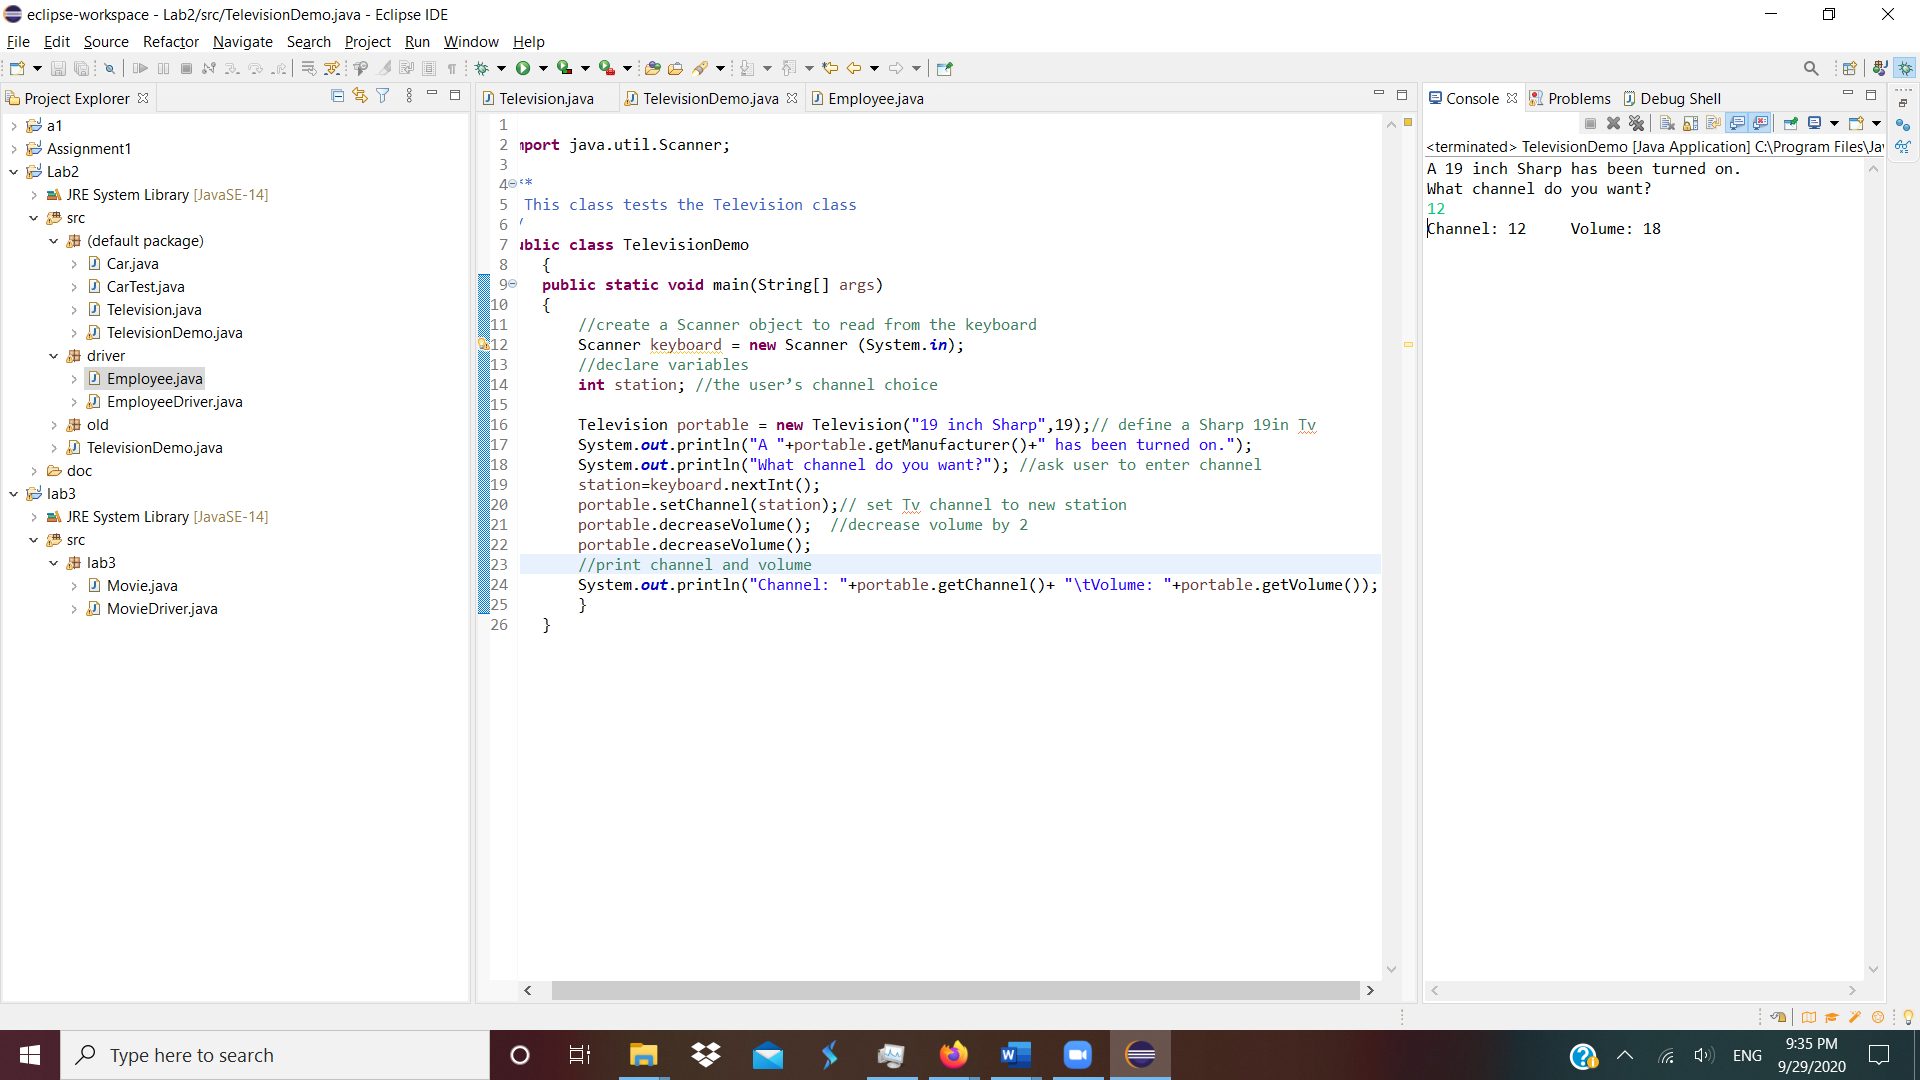 eclipse-workspace - Lab2/src/TelevisionDemo.java - Eclipse IDE
File Edit Source Refactor Navigate Search Project Run Window Help
Project Explorer
a1
Assignment1
Lab2
JRE System Library [JavaSE-14]
src
(default package)
Car.java
CarTest.java
Television.java
TelevisionDemo.java
driver
Employee.java
EmployeeDriver.java
old
TelevisionDemo.java
doc
lab3
JRE System Library [JavaSE-14]
src
lab3
Movie.java
MovieDriver.java
Television.java TelevisionDemo.java Employee.java
1
2 mport java.util.Scanner;
3
4 **
5 This class tests the Television class
6 /
7 ublic class TelevisionDemo
8 {
9 public static void main(String[] args)
10 {
11 //create a Scanner object to read from the keyboard
12 Scanner keyboard = new Scanner (System.in);
13 //declare variables
14 int station; //the user’s channel choice
15
16 Television portable = new Television("19 inch Sharp",19);// define a Sharp 19in Tv
17 System.out.println("A "+portable.getManufacturer()+" has been turned on.");
18 System.out.println("What channel do you want?"); //ask user to enter channel
19 station=keyboard.nextInt();
20 portable.setChannel(station);// set Tv channel to new station
21 portable.decreaseVolume(); //decrease volume by 2
22 portable.decreaseVolume();
23 //print channel and volume
24 System.out.println("Channel: "+portable.getChannel()+ "\tVolume: "+portable.getVolume());
25 }
26 }
Console Problems Debug Shell
<terminated> TelevisionDemo [Java Application] C:\Program Files\Jav
A 19 inch Sharp has been turned on.
What channel do you want?
12
Channel: 12 Volume: 18
Type here to search
ENG
9:35 PM
9/29/2020